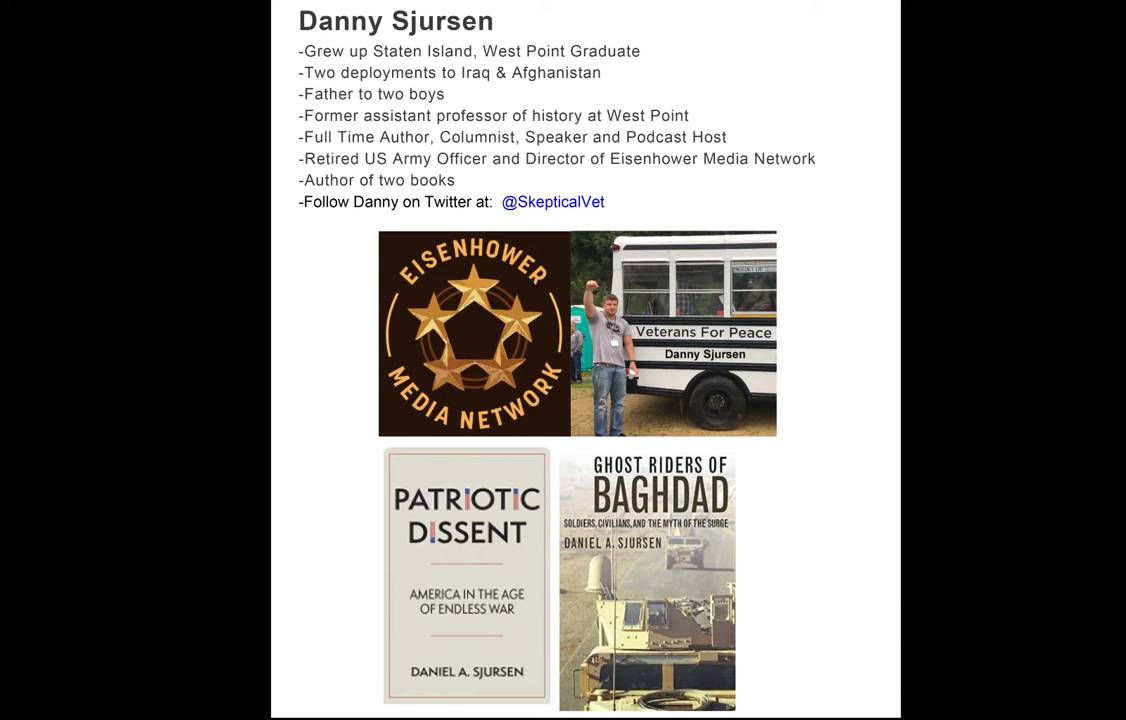 Danny Sjursen
-Grew up Staten Island, West Point Graduate
-Two deployments to Iraq & Afghanistan
-Father to two boys
-Former assistant professor of history at West Point
-Full Time Author, Columnist, Speaker and Podcast Host
-Retired US Army Officer and Director of Eisenhower Media Network
-Author of two books
-Follow Danny on Twitter at: @SkepticalVet
EISENHOWER
MEDIA NETWORK
Veterans For Peace
Danny Sjursen
PATRIOTIC
DISSENT
AMERICA IN THE AGE
OF ENDLESS WAR
DANIEL A. SJURSEN
GHOST RIDERS OF
BAGHDAD
SOLDIERS, CIVILIANS, AND THE MYTH OF THE SURGE
DANIEL A. SJURSEN